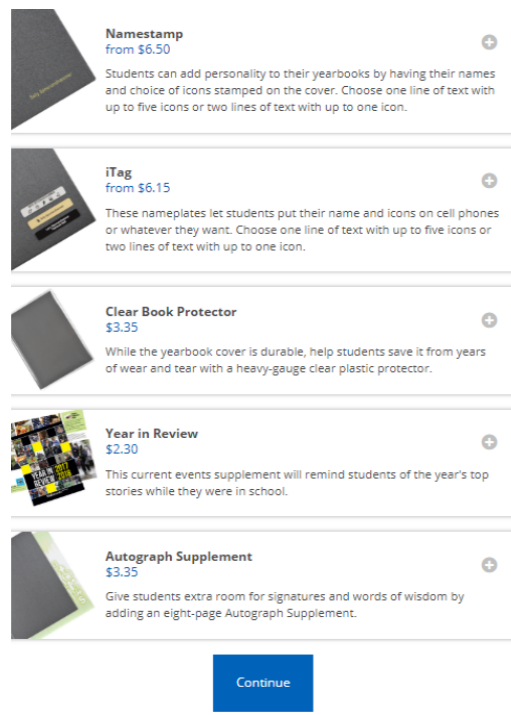 Namestamp
from $6.50
Students can add personality to their yearbooks by having their names
and choice of icons stamped on the cover. Choose one line of text with
up to five icons or two lines of text with up to one icon.
iTag
from $6.15
These nameplates let students put their name and icons on cell phones
or whatever they want. Choose one line of text with up to five icons or
two lines of text with up to one icon.
Clear Book Protector
$3.35
While the yearbook cover is durable, help students save it from years
of wear and tear with a heavy-gauge clear plastic protector.
YEAR IN 2017
REVIEW 2018
Year in Review
$2.30
This current events supplement will remind students of the year's top
stories while they were in school.
Autograph Supplement
$3.35
Give students extra room for signatures and words of wisdom by
adding an eight-page Autograph Supplement.
Continue